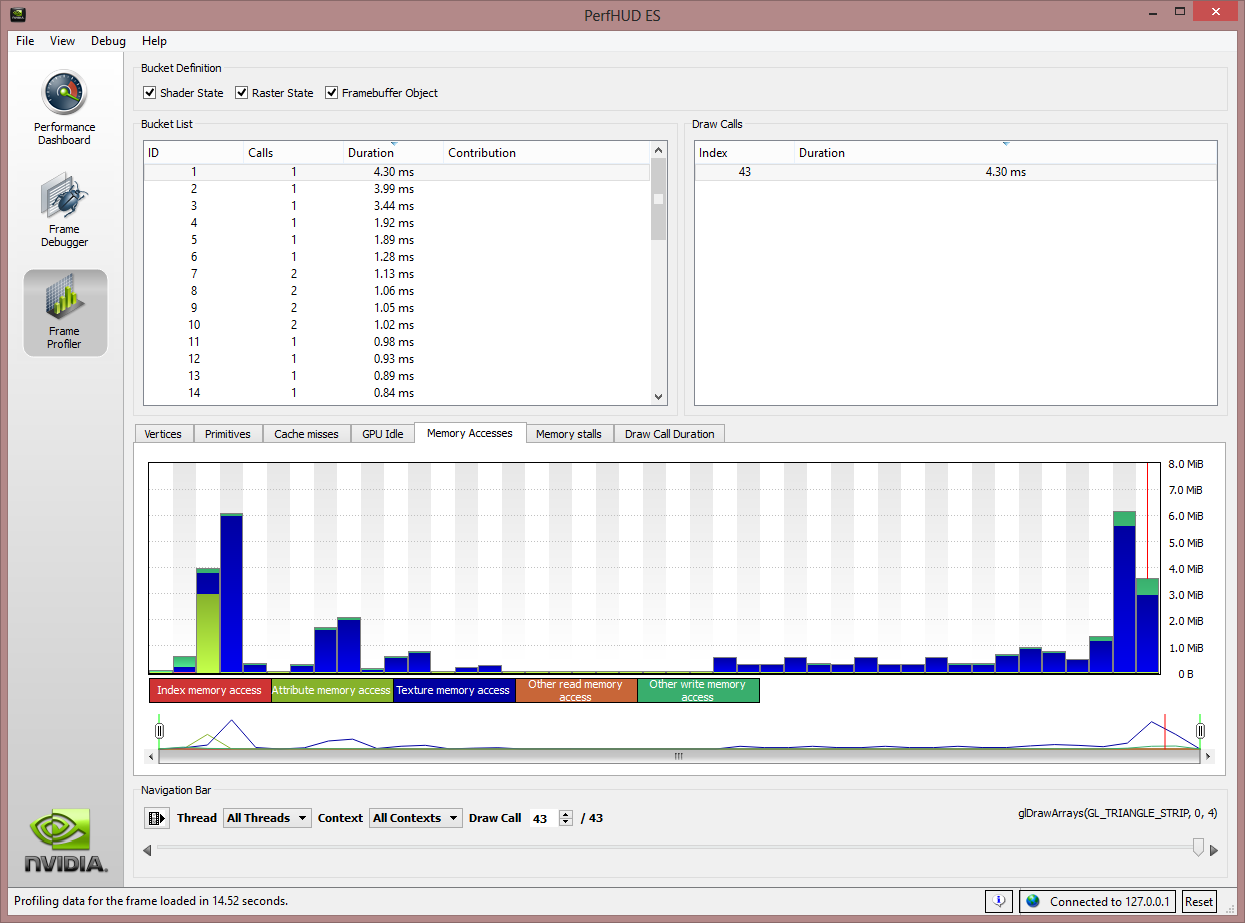 PerfHUD ES
File View Debug Help
Performance
Dashboard
Frame
Debugger
Frame
Profiler
NVIDIA.
Bucket Definition
Shader State Raster State Framebuffer Object
Bucket List
ID Calls Duration Contribution
1 1 4.30 ms
2 1 3.99 ms
3 1 3.44 ms
4 1 1.92 ms
5 1 1.89 ms
6 1 1.28 ms
7 2 1.13 ms
8 2 1.06 ms
9 2 1.05 ms
10 2 1.02 ms
11 1 0.98 ms
12 1 0.93 ms
13 1 0.89 ms
14 1 0.84 ms
Draw Calls
Index Duration
43 4.30 ms
Vertices Primitives Cache misses GPU Idle Memory Accesses Memory stalls Draw Call Duration
8.0 MiB
7.0 MiB
6.0 MiB
5.0 MiB
4.0 MiB
3.0 MiB
2.0 MiB
1.0 MiB
0 B
Index memory access
Attribute memory access
Texture memory access
Other read memory
access
Other write memory
access
Navigation Bar
Thread All Threads Context All Contexts Draw Call 43 / 43
glDrawArrays(GL_TRIANGLE_STRIP, 0, 4)
Profiling data for the frame loaded in 14.52 seconds.
Connected to 127.0.0.1
Reset